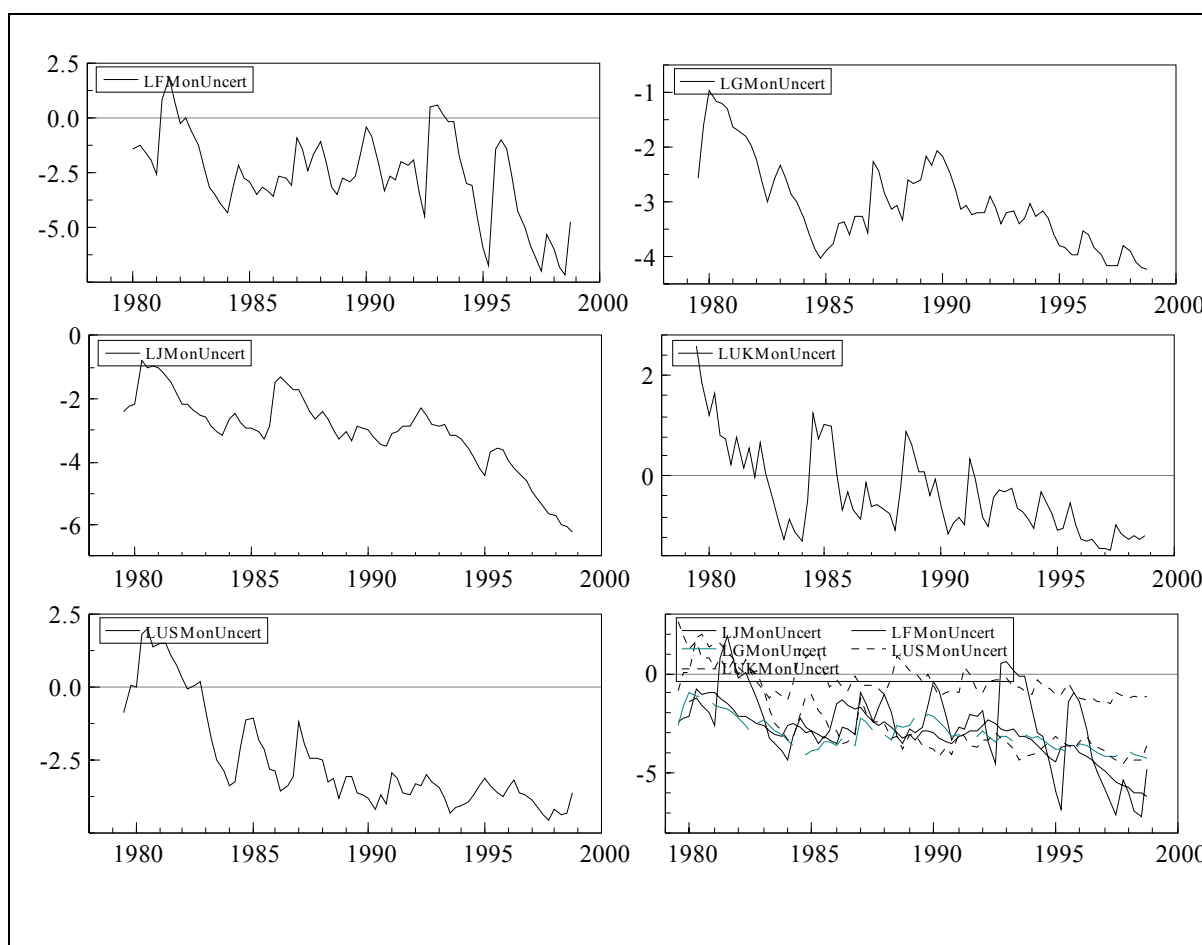 2.5
LFMonUncert
0.0
-2.5
-5.0
1980 1985 1990 1995 2000
LGMonUncert
-1
-2
-3
-4
1980 1985 1990 1995 2000
0
LJMonUncert
-2
-4
-6
1980 1985 1990 1995 2000
LUKMonUncert
2
0
1980 1985 1990 1995 2000
2.5
LUSMonUncert
0.0
-2.5
1980 1985 1990 1995 2000
LJMonUncert LFMonUncert
LGMonUncert LUSMonUncert
LUKMonUncert
0
-5
1980 1985 1990 1995 2000